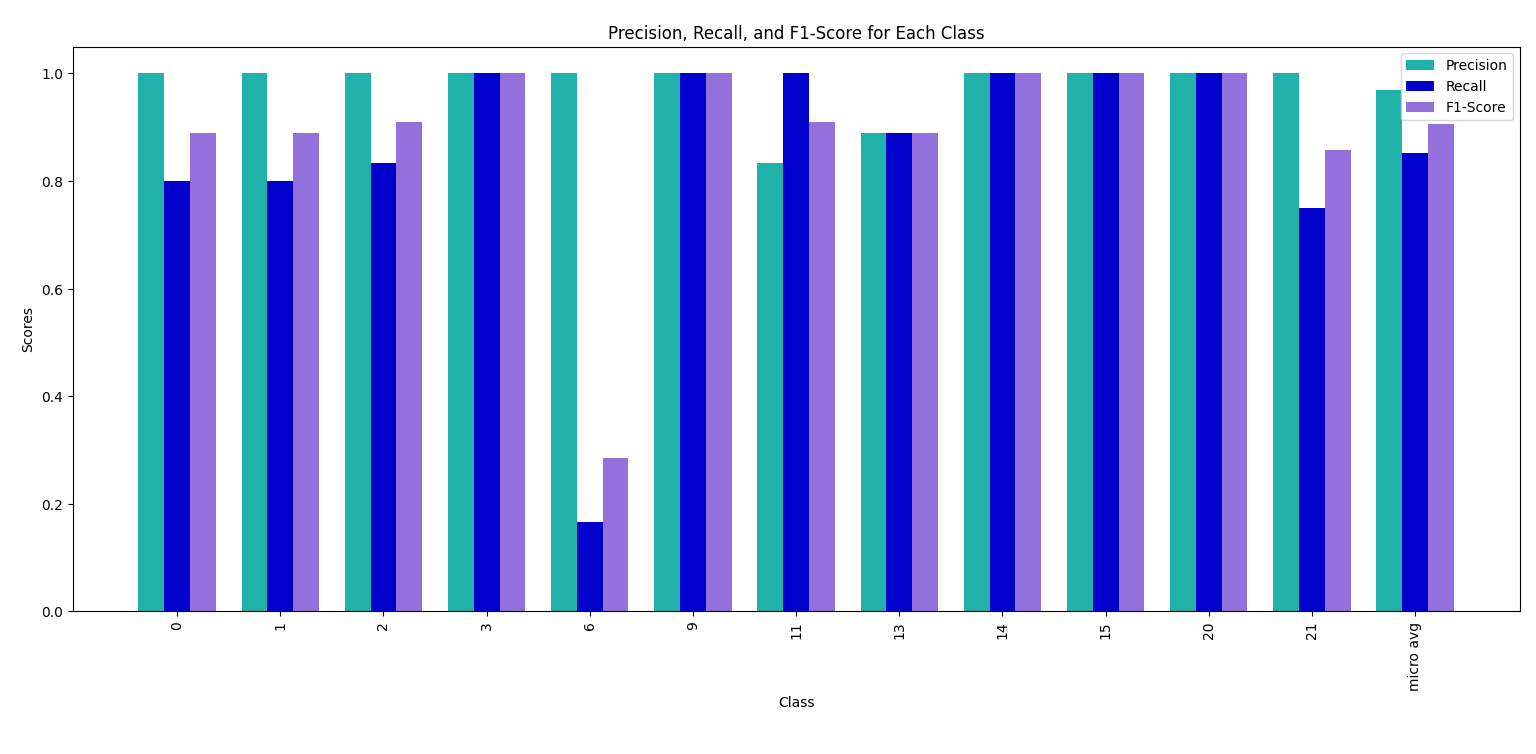 Precision, Recall, and F1-Score for Each Class
Precision
Recall
F1-Score
1.0
0.8
0.6
0.4
0.2
0.0
Scores
0 1 2 3 6 9 11 13 14 15 20 21 micro avg
Class